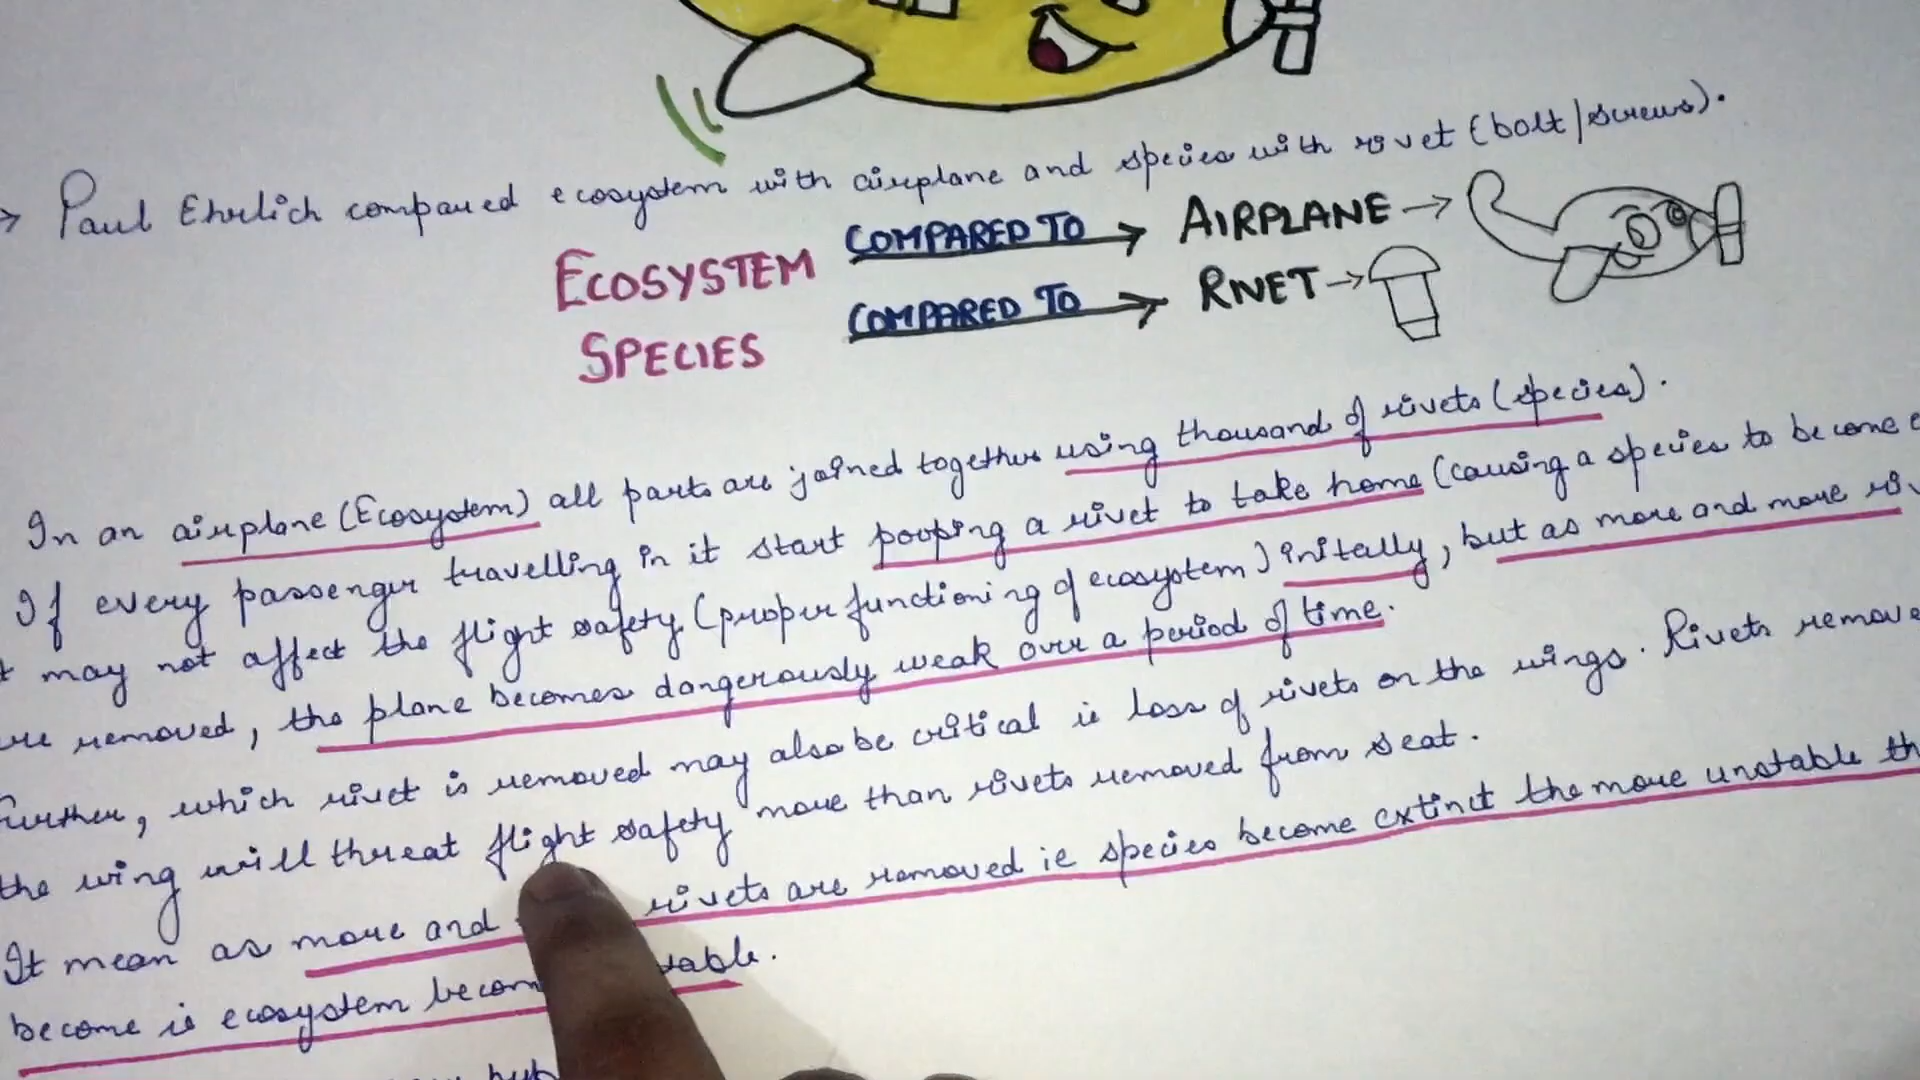 → Paul Ehrlich compared ecosystem with airplane and species with rivet (bolt/screws).
ECOSYSTEM COMPARED TO → AIRPLANE →
SPECIES COMPARED TO → RIVET →
In an airplane (Ecosystem) all parts are joined together using thousand of rivets (species).
If every passenger travelling in it start pooping a rivet to take home (causing a species to become
may not affect the flight safety (proper functioning of ecosystem) initally, but as more and more
removed, the plane becomes dangerously weak over a period of time.
Further, which rivet is removed may also be critical ie loss of rivets on the wings. Rivets
the wing will threat flight safety more than rivets removed from seat.
It mean as more and rivets are removed ie species become extinct the more unstable
become ie ecosystem